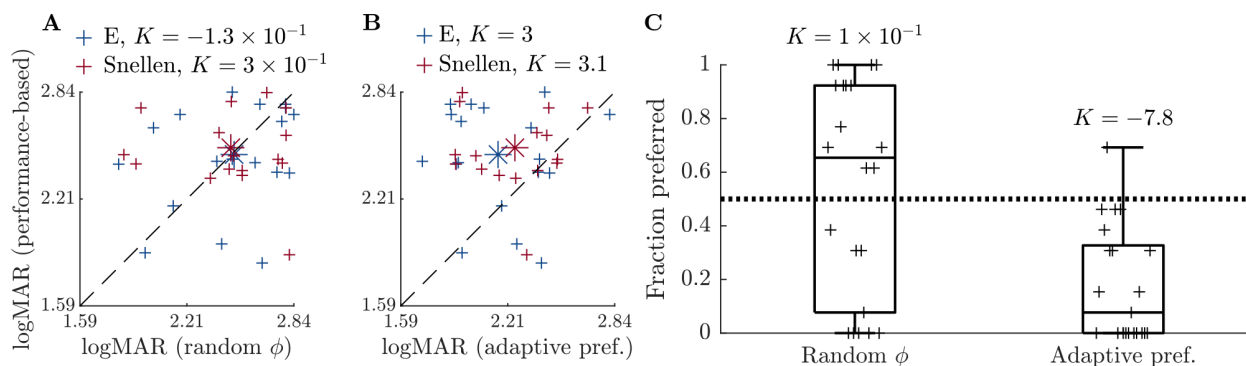 A
E, K = −1.3 × 10⁻¹
Snellen, K = 3 × 10⁻¹
logMAR (performance-based)
2.84
2.21
1.59
1.59 2.21 2.84
logMAR (random ϕ)
B
E, K = 3
Snellen, K = 3.1
2.84
2.21
1.59
1.59 2.21 2.84
logMAR (adaptive pref.)
C
K = 1 × 10⁻¹
K = −7.8
Fraction preferred
1
0.8
0.6
0.4
0.2
0
Random ϕ Adaptive pref.